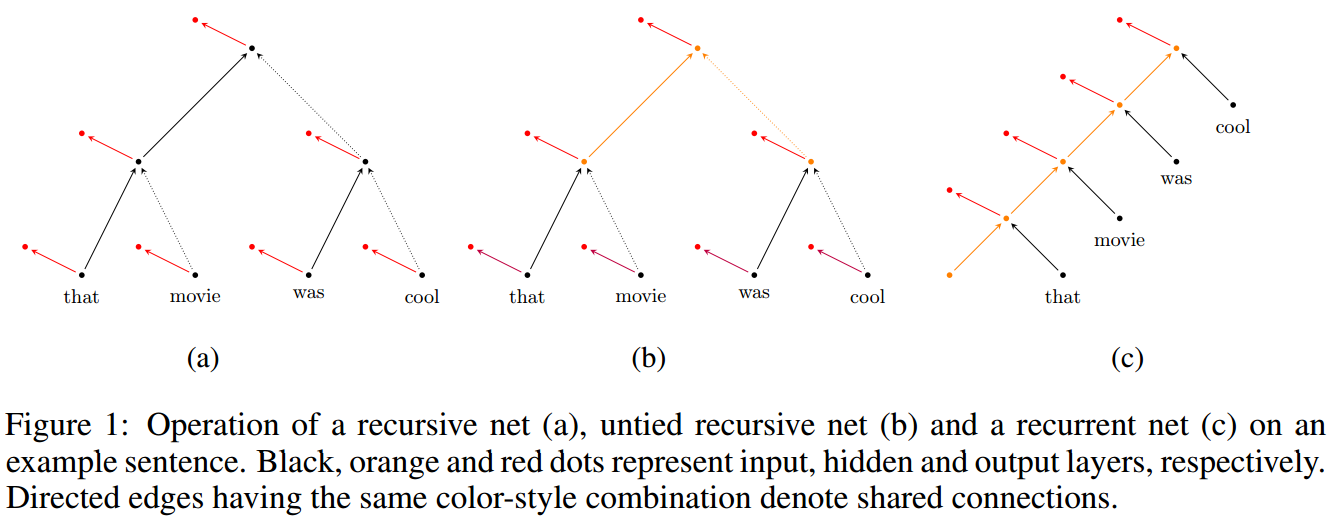 cool
was
movie
that
that movie was cool
that movie was cool
(a)
(b)
(c)
Figure 1: Operation of a recursive net (a), untied recursive net (b) and a recurrent net (c) on an
example sentence. Black, orange and red dots represent input, hidden and output layers, respectively.
Directed edges having the same color-style combination denote shared connections.